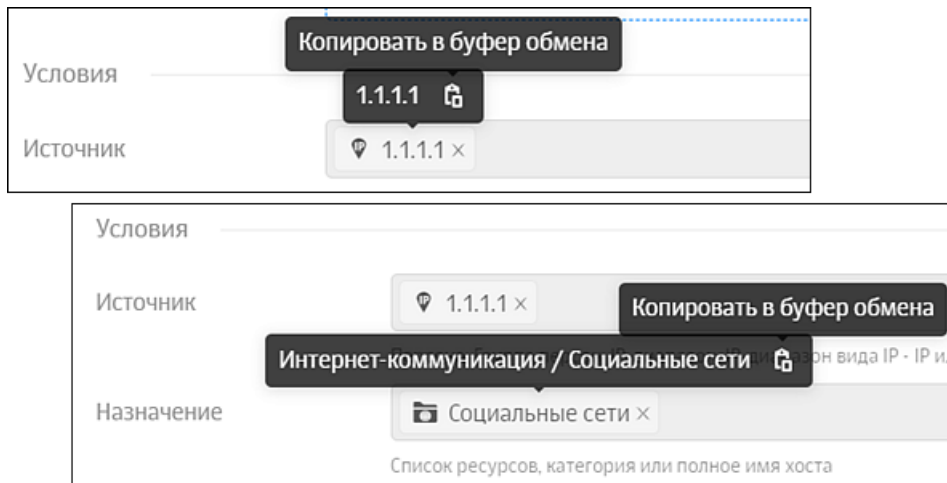 Копировать в буфер обмена
Условия
1.1.1.1
Источник
1.1.1.1 ×
Условия
Источник
1.1.1.1 ×
Копировать в буфер обмена
Интернет-коммуникация / Социальные сети
он вида IP - IP и
Назначение
Социальные сети ×
Список ресурсов, категория или полное имя хоста